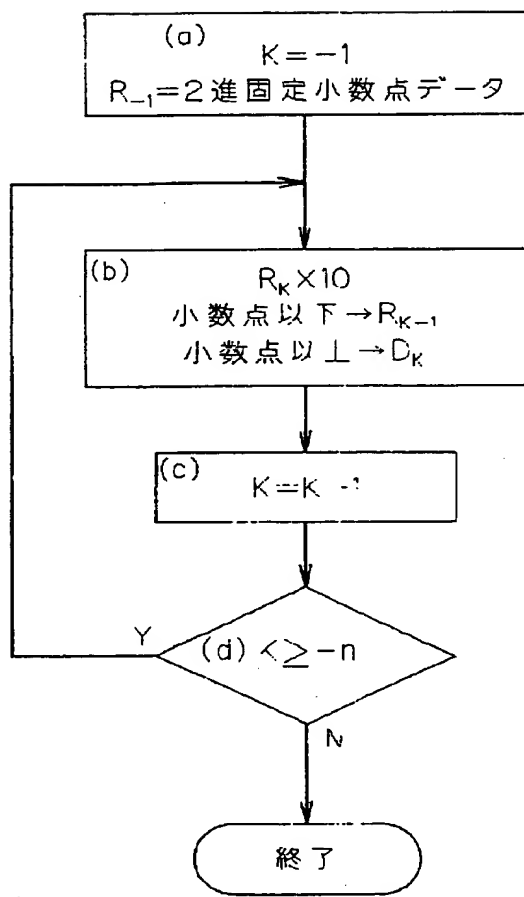 (a)
K=-1
R₋₁=2進固定小数点データ
(b)
R_K×10
小数点以下→R_K-1
小数点以上→D_K
(c)
K=K-1
Y
(d) K≧-n
N
終了